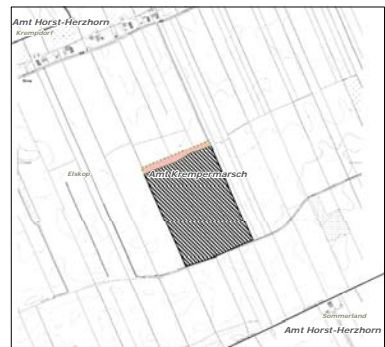 Amt Horst-Herzhorn
Krempdorf
Elskop
Amt Krempermarsch
Sommerland
Amt Horst-Herzhorn